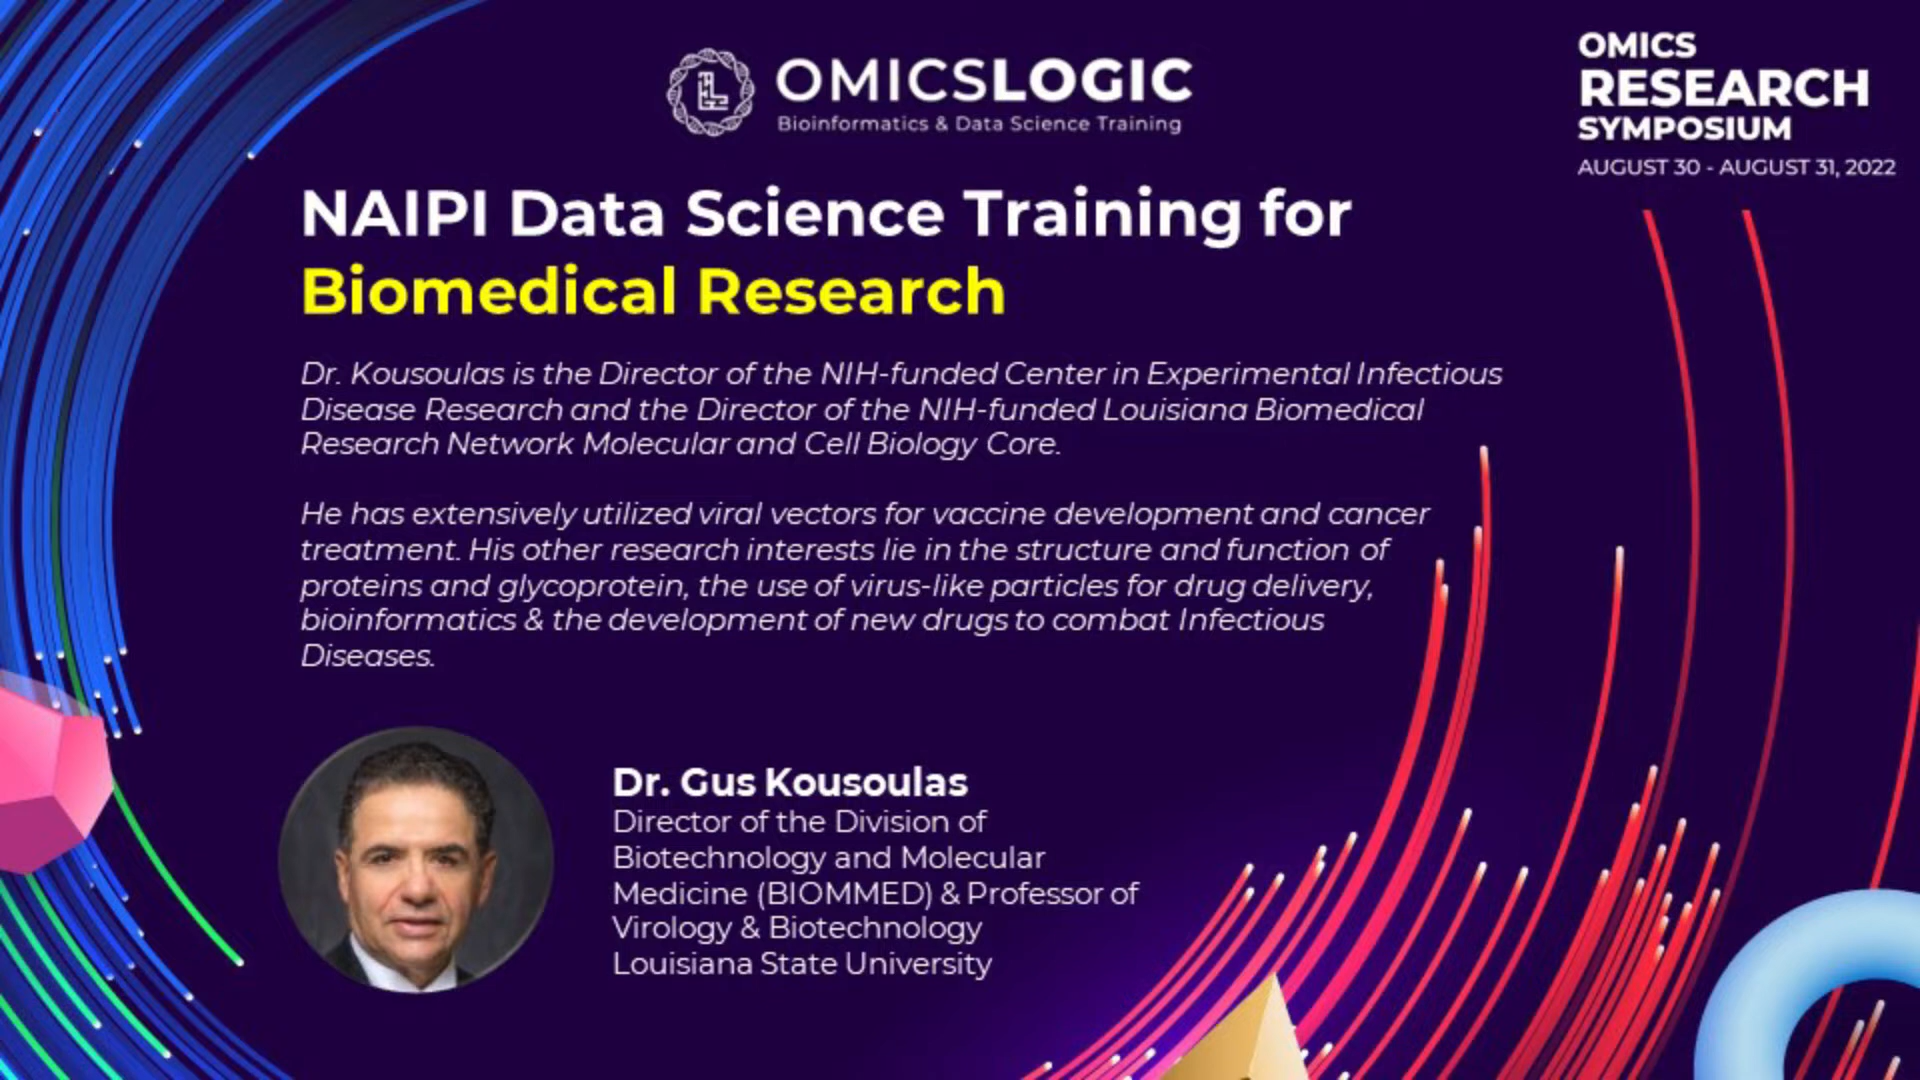 OMICSLOGIC
Bioinformatics & Data Science Training
OMICS
RESEARCH
SYMPOSIUM
AUGUST 30 - AUGUST 31, 2022
NAIPI Data Science Training for
Biomedical Research
Dr. Kousoulas is the Director of the NIH-funded Center in Experimental Infectious
Disease Research and the Director of the NIH-funded Louisiana Biomedical
Research Network Molecular and Cell Biology Core.
He has extensively utilized viral vectors for vaccine development and cancer
treatment. His other research interests lie in the structure and function of
proteins and glycoprotein, the use of virus-like particles for drug delivery,
bioinformatics & the development of new drugs to combat Infectious
Diseases.
Dr. Gus Kousoulas
Director of the Division of
Biotechnology and Molecular
Medicine (BIOMMED) & Professor of
Virology & Biotechnology
Louisiana State University